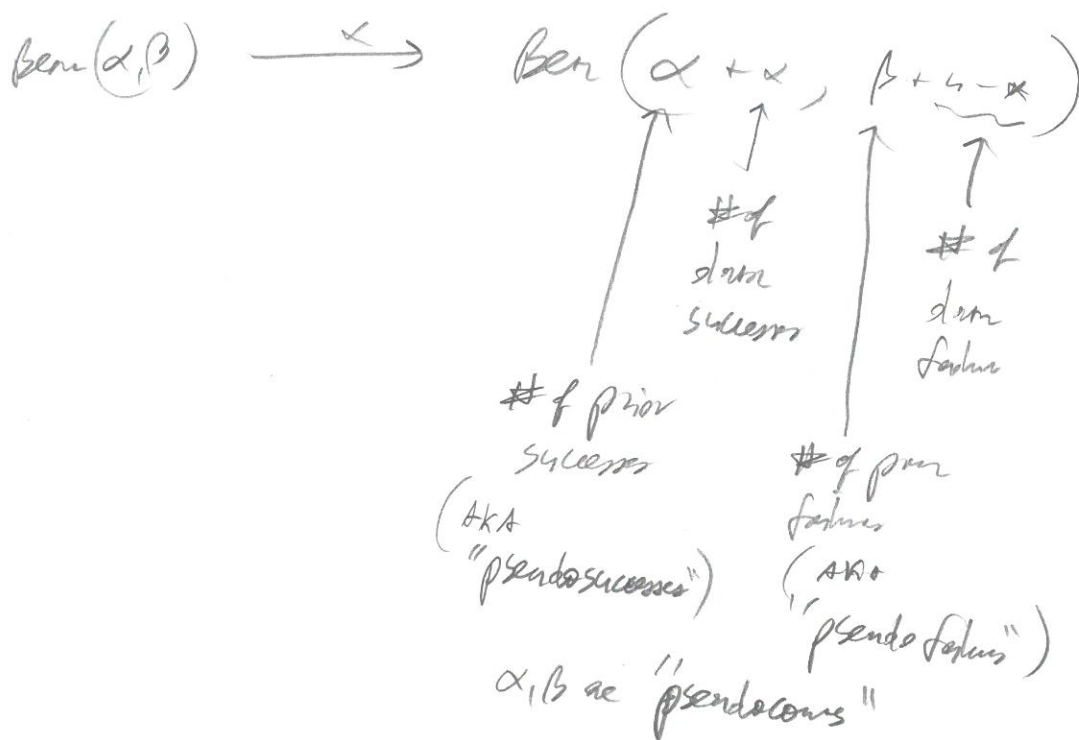 Beta(α, β) —x→ Beta(α + x, β + n - x)
# of
data
successes
# of
data
failures
# of prior
successes
# of prior
failures
(AKA
"pseudosuccesses")
(AKA
"pseudofailures")
α, β are "pseudocounts"